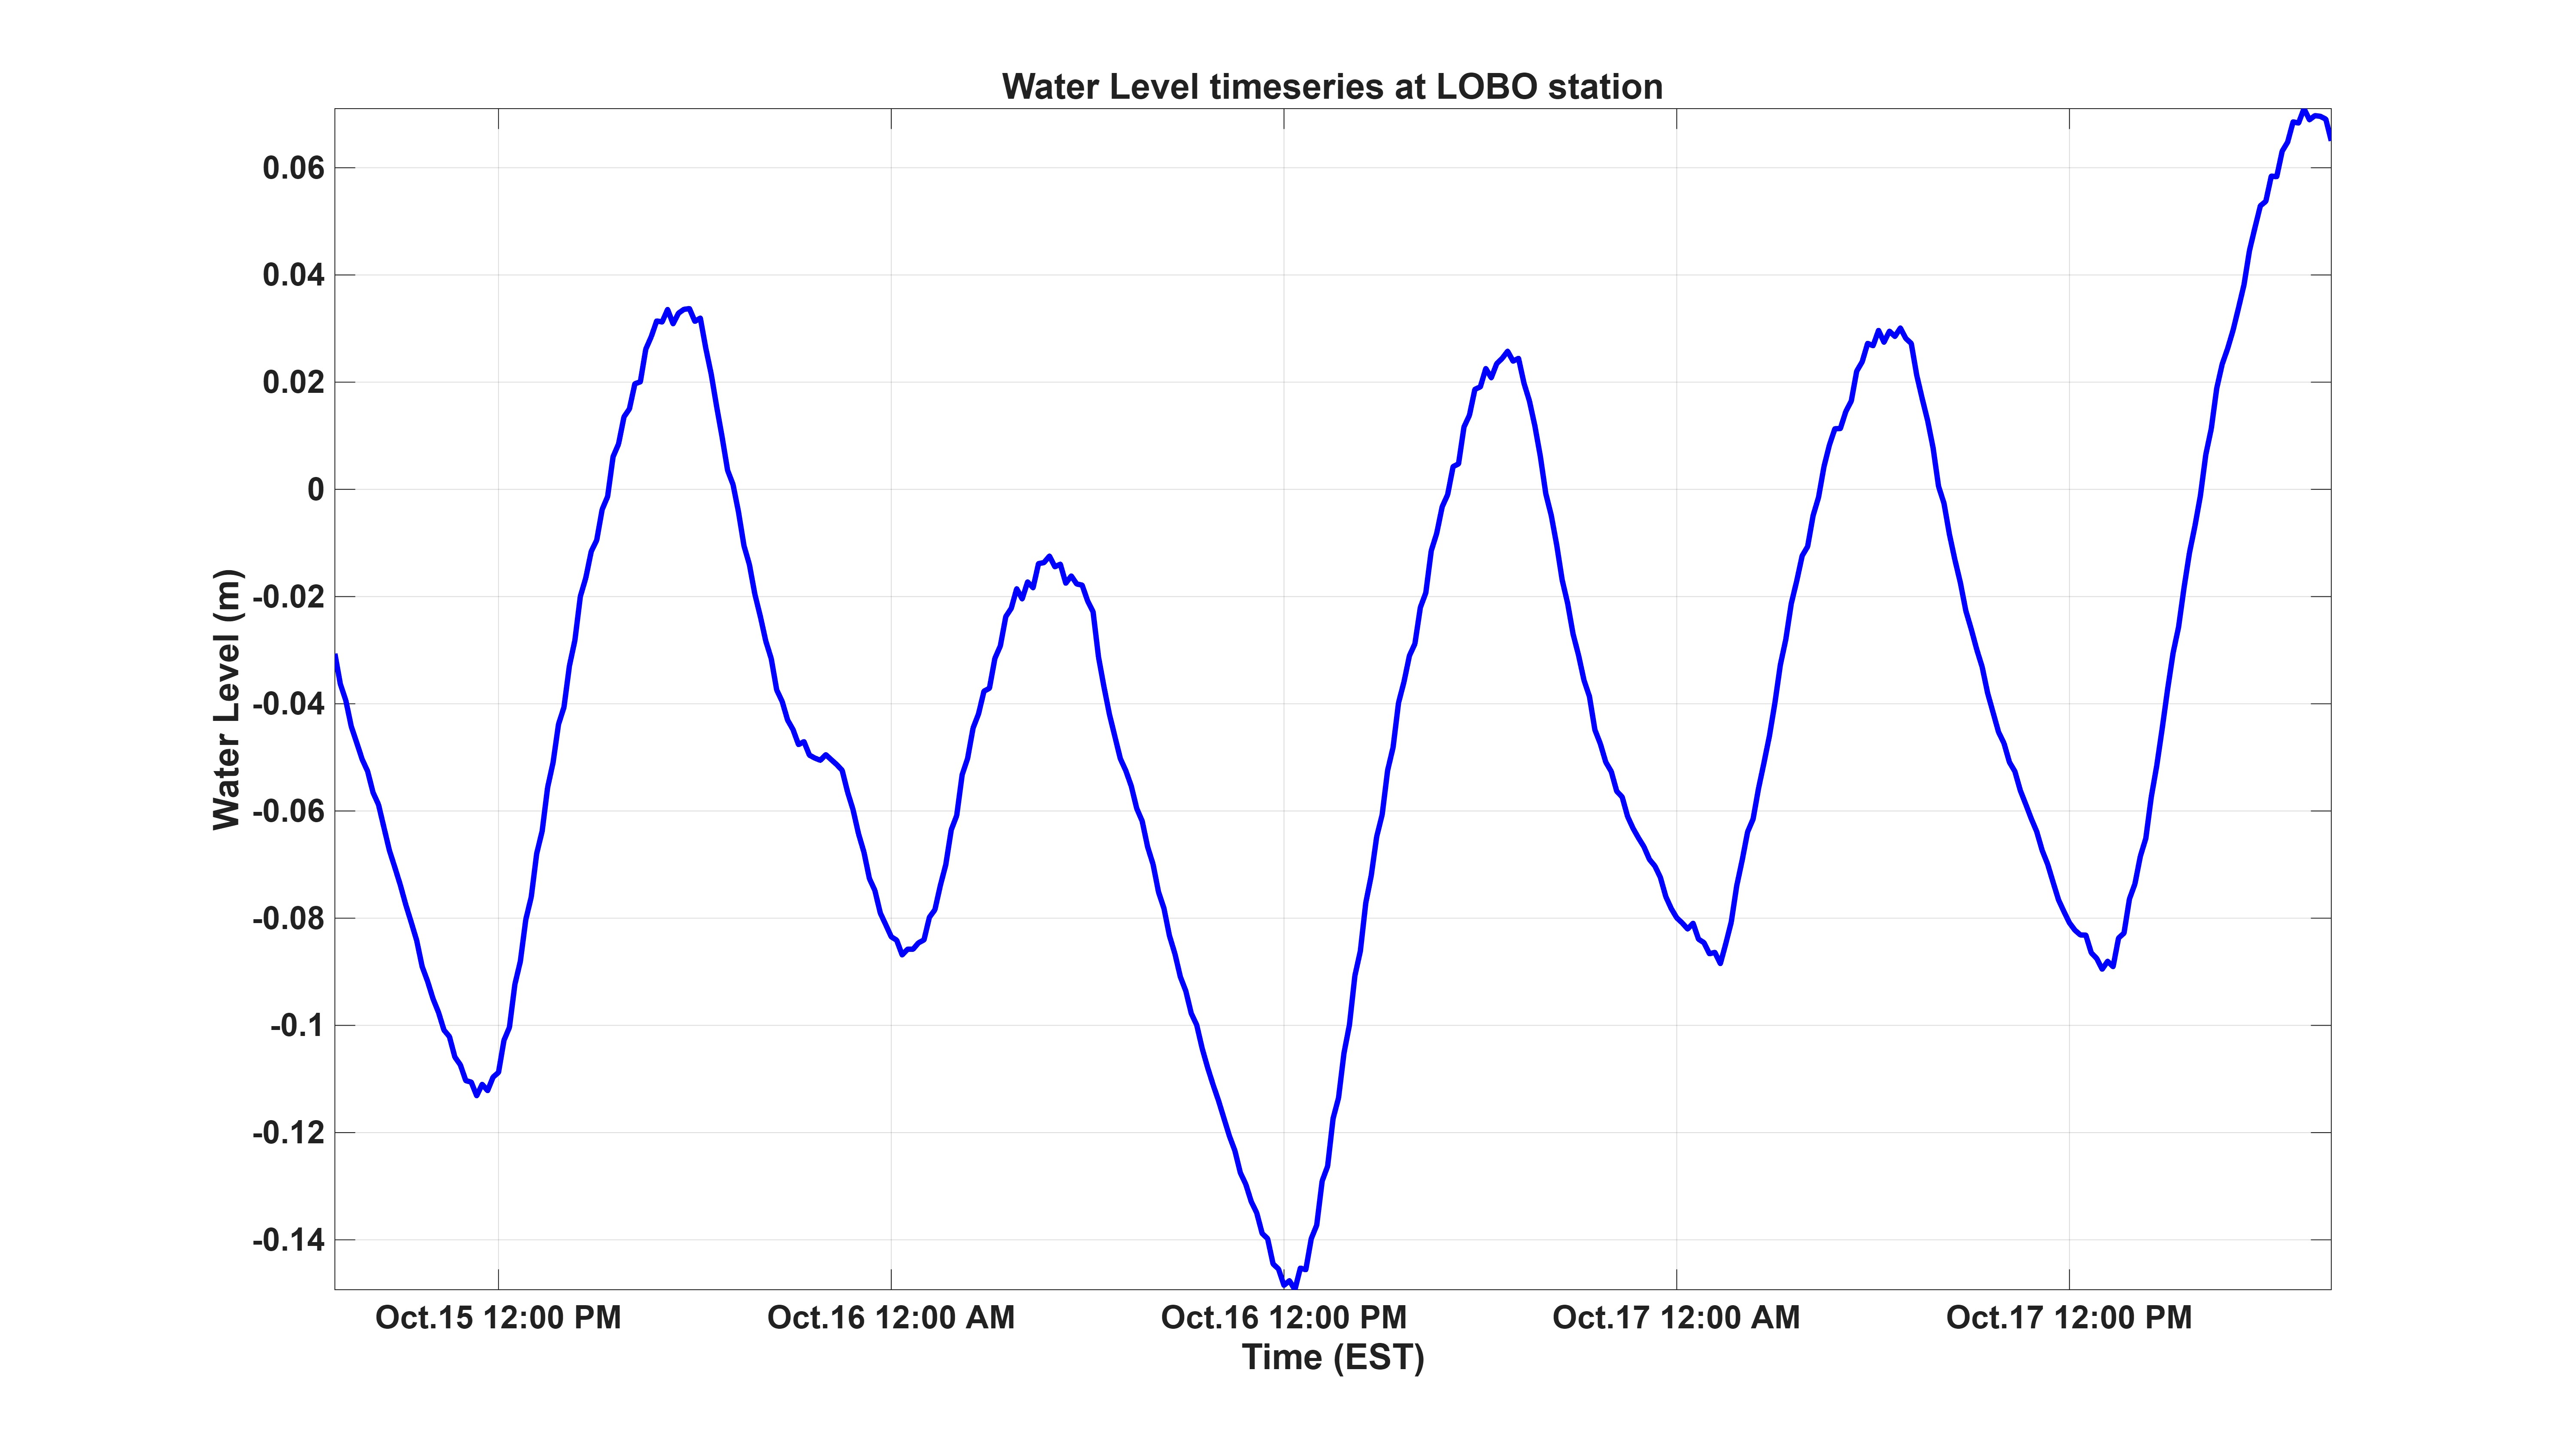 Water Level timeseries at LOBO station
0.06
0.04
0.02
0
-0.02
-0.04
-0.06
-0.08
-0.1
-0.12
-0.14
Water Level (m)
Oct.15 12:00 PM Oct.16 12:00 AM Oct.16 12:00 PM Oct.17 12:00 AM Oct.17 12:00 PM
Time (EST)